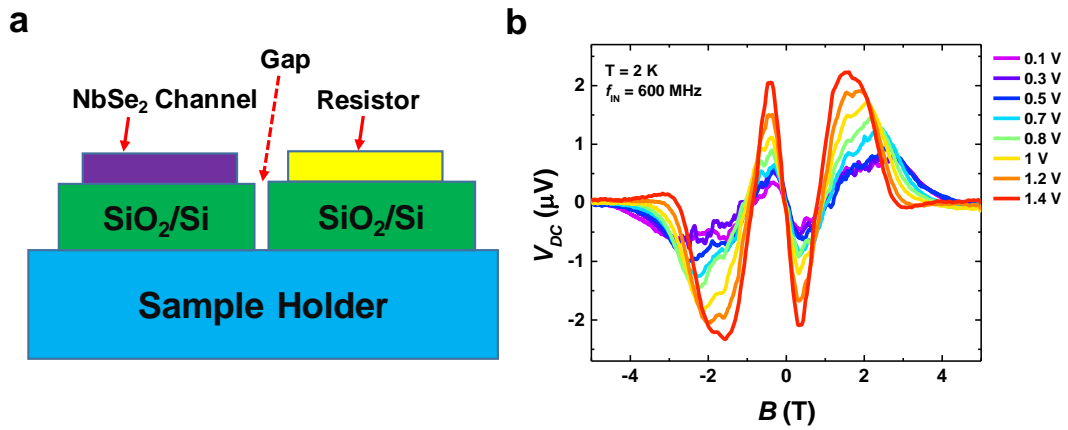 a
Gap
NbSe₂ Channel
Resistor
SiO₂/Si
SiO₂/Si
Sample Holder
b
T = 2 K
f_IN = 600 MHz
V_DC (μV)
2
1
0
-1
-2
-4
-2
0
2
4
B (T)
0.1 V
0.3 V
0.5 V
0.7 V
0.8 V
1 V
1.2 V
1.4 V